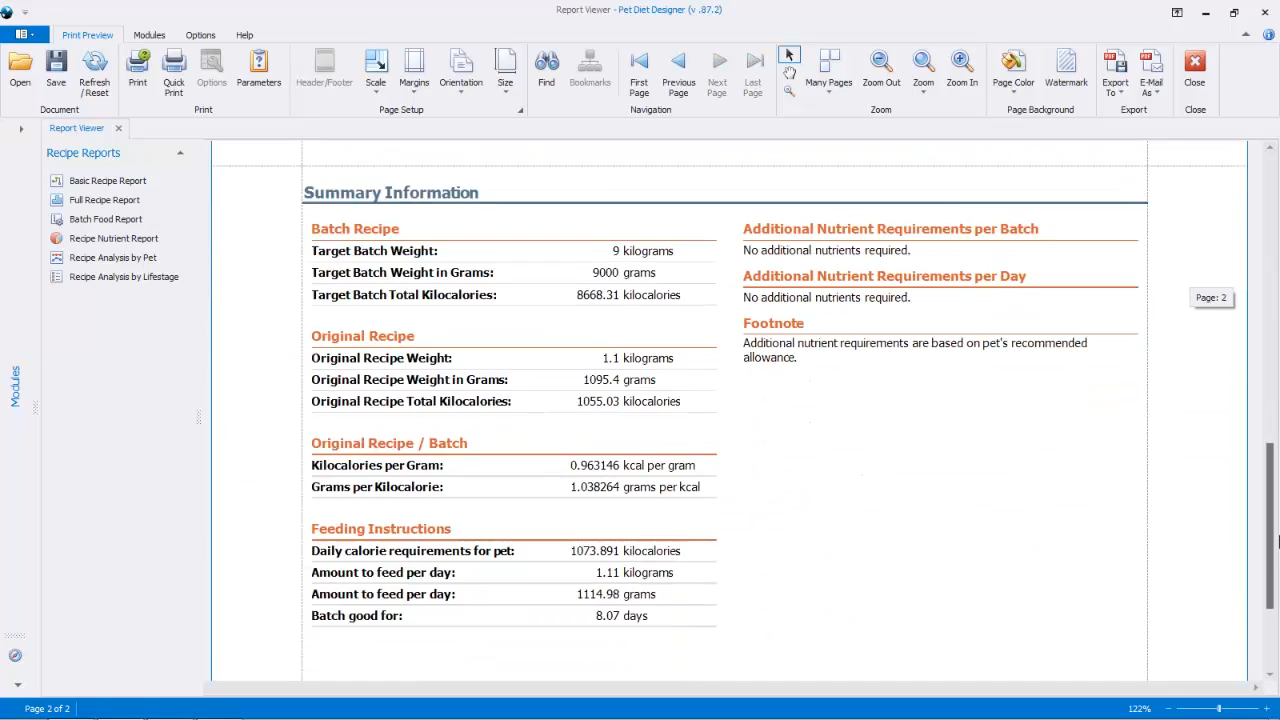 Report Viewer - Pet Diet Designer (v .87.2)
Print Preview Modules Options Help
Open Save Refresh / Reset Print Quick Print Options Parameters Header/Footer Scale Margins Orientation Size Find Bookmarks First Page Previous Page Next Page Last Page Many Pages Zoom Out Zoom Zoom In Page Color Watermark Export To E-Mail As Close
Document Print Page Setup Navigation Zoom Page Background Export Close
Report Viewer
Recipe Reports
Basic Recipe Report
Full Recipe Report
Batch Food Report
Recipe Nutrient Report
Recipe Analysis by Pet
Recipe Analysis by Lifestage
Modules
Summary Information
Batch Recipe
Target Batch Weight: 9 kilograms
Target Batch Weight in Grams: 9000 grams
Target Batch Total Kilocalories: 8668.31 kilocalories
Original Recipe
Original Recipe Weight: 1.1 kilograms
Original Recipe Weight in Grams: 1095.4 grams
Original Recipe Total Kilocalories: 1055.03 kilocalories
Original Recipe / Batch
Kilocalories per Gram: 0.963146 kcal per gram
Grams per Kilocalorie: 1.038264 grams per kcal
Feeding Instructions
Daily calorie requirements for pet: 1073.891 kilocalories
Amount to feed per day: 1.11 kilograms
Amount to feed per day: 1114.98 grams
Batch good for: 8.07 days
Additional Nutrient Requirements per Batch
No additional nutrients required.
Additional Nutrient Requirements per Day
No additional nutrients required.
Footnote
Additional nutrient requirements are based on pet's recommended
allowance.
Page: 2
Page 2 of 2
122%